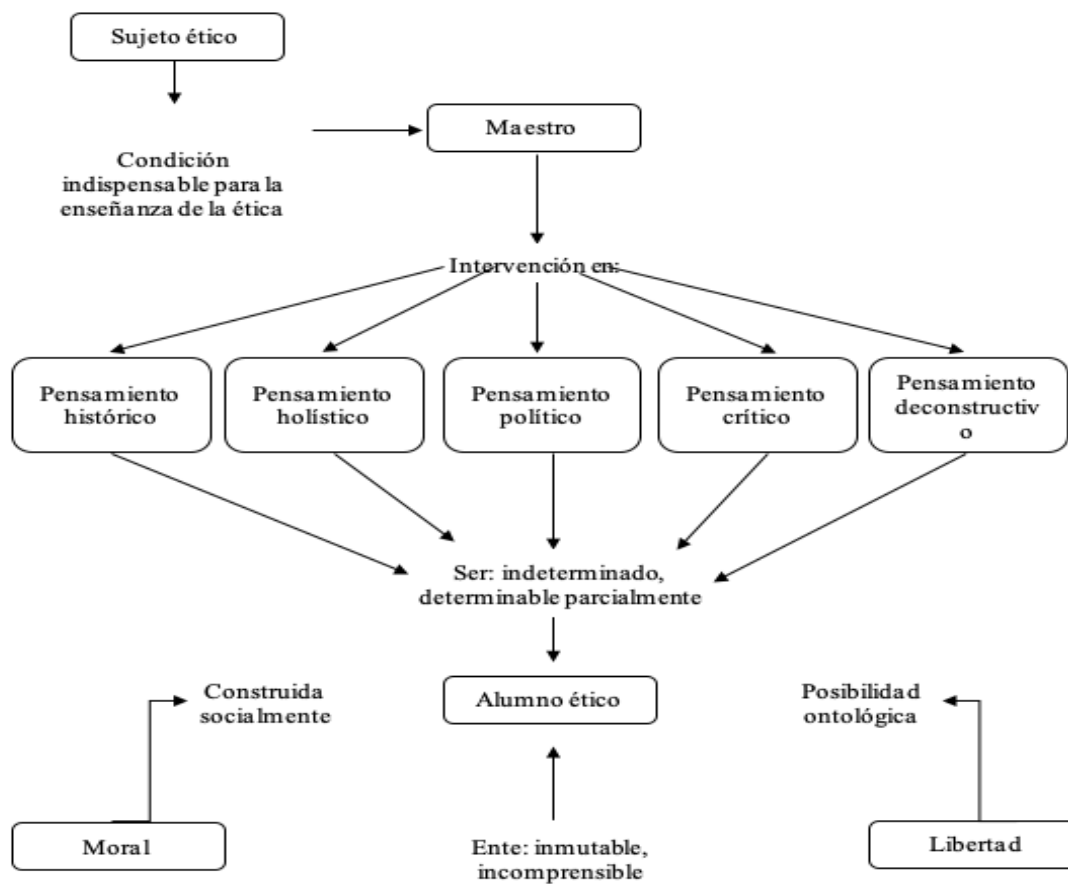 Sujeto ético
Maestro
Condición
indispensable para la
enseñanza de la ética
Intervención en:
Pensamiento
histórico
Pensamiento
holístico
Pensamiento
político
Pensamiento
crítico
Pensamiento
deconstructiv
o
Ser: indeterminado,
determinable parcialmente
Construida
socialmente
Alumno ético
Posibilidad
ontológica
Moral
Ente: inmutable,
incomprensible
Libertad